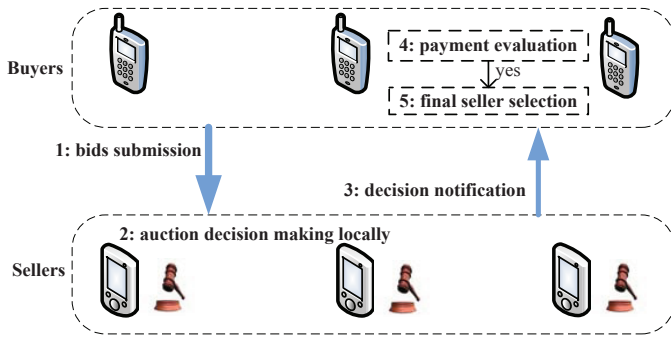 4: payment evaluation
Buyers
yes
5: final seller selection
1: bids submission
3: decision notification
2: auction decision making locally
Sellers